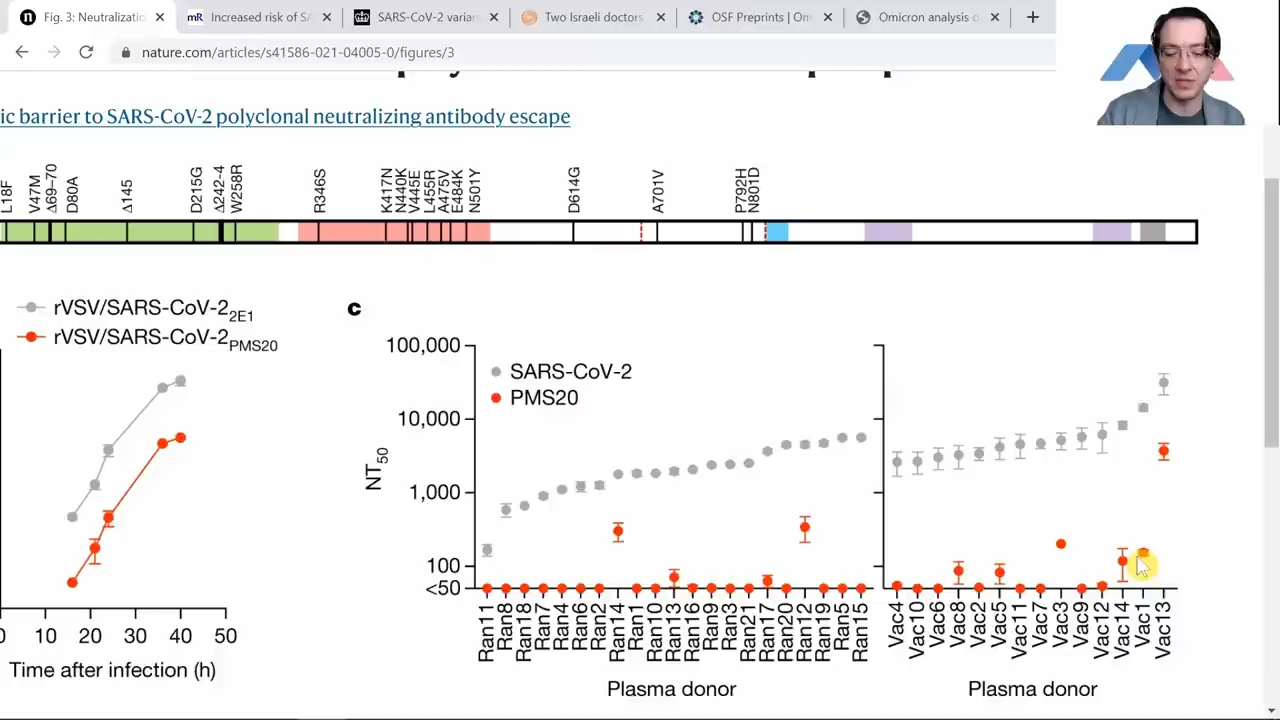 Fig. 3: Neutralizatio
Increased risk of SA
SARS-CoV-2 varian
Two Israeli doctors
OSF Preprints | Om
Omicron analysis o
nature.com/articles/s41586-021-04005-0/figures/3
ic barrier to SARS-CoV-2 polyclonal neutralizing antibody escape
L18F
V47M
Δ69–70
D80A
Δ145
D215G
Δ242-4
W258R
R346S
K417N
N440K
V445E
L455R
A475V
E484K
N501Y
D614G
A701V
P792H
N801D
rVSV/SARS-CoV-2 2E1
rVSV/SARS-CoV-2 PMS20
0 10 20 30 40 50
Time after infection (h)
c
NT50
100,000
10,000
1,000
100
<50
SARS-CoV-2
PMS20
Ran11
Ran8
Ran18
Ran7
Ran4
Ran6
Ran2
Ran14
Ran1
Ran10
Ran13
Ran16
Ran9
Ran3
Ran21
Ran17
Ran20
Ran12
Ran19
Ran5
Ran15
Plasma donor
Vac4
Vac10
Vac6
Vac8
Vac2
Vac5
Vac11
Vac7
Vac3
Vac9
Vac12
Vac14
Vac1
Vac13
Plasma donor